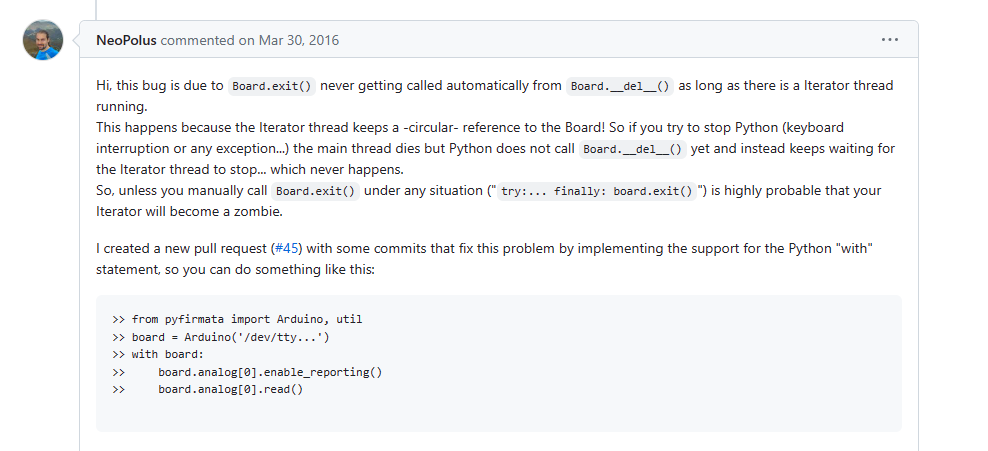 NeoPolus commented on Mar 30, 2016
Hi, this bug is due to Board.exit() never getting called automatically from Board.__del__() as long as there is a Iterator thread
running.
This happens because the Iterator thread keeps a -circular- reference to the Board! So if you try to stop Python (keyboard
interruption or any exception...) the main thread dies but Python does not call Board.__del__() yet and instead keeps waiting for
the Iterator thread to stop... which never happens.
So, unless you manually call Board.exit() under any situation ("try:... finally: board.exit()") is highly probable that your
Iterator will become a zombie.
I created a new pull request (#45) with some commits that fix this problem by implementing the support for the Python "with"
statement, so you can do something like this:
>> from pyfirmata import Arduino, util
>> board = Arduino('/dev/tty...')
>> with board:
>>     board.analog[0].enable_reporting()
>>     board.analog[0].read()